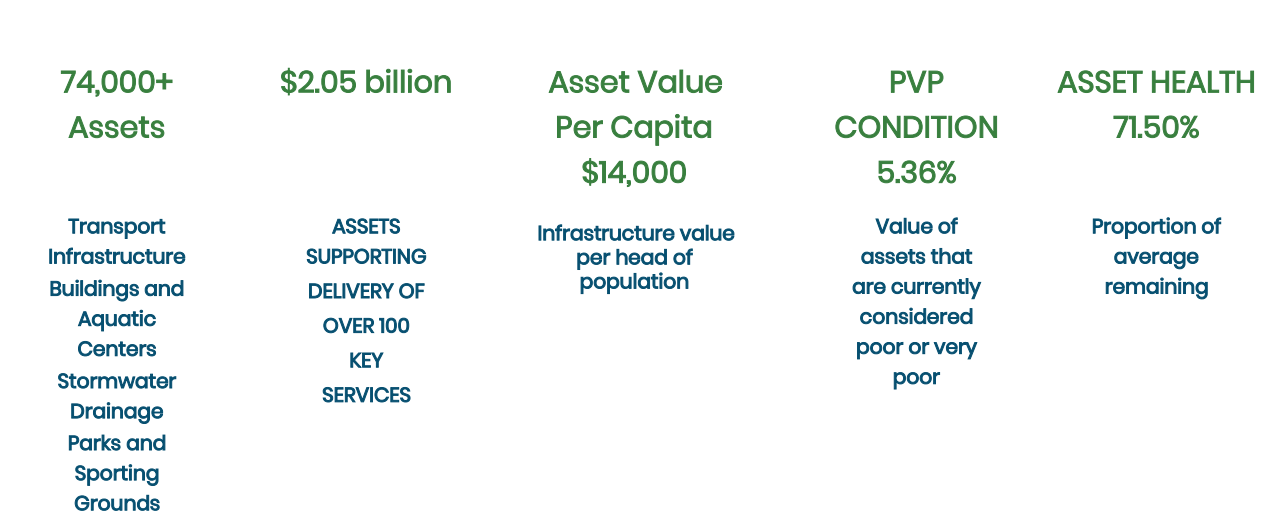 74,000+
Assets
Transport
Infrastructure
Buildings and
Aquatic
Centers
Stormwater
Drainage
Parks and
Sporting
Grounds
$2.05 billion
ASSETS
SUPPORTING
DELIVERY OF
OVER 100
KEY
SERVICES
Asset Value
Per Capita
$14,000
Infrastructure value
per head of
population
PVP
CONDITION
5.36%
Value of
assets that
are currently
considered
poor or very
poor
ASSET HEALTH
71.50%
Proportion of
average
remaining